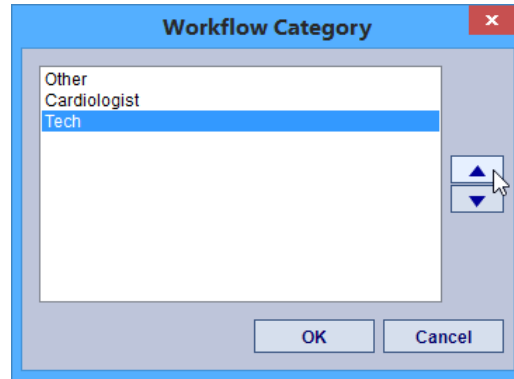 Workflow Category
x
Other
Cardiologist
Tech
OK
Cancel